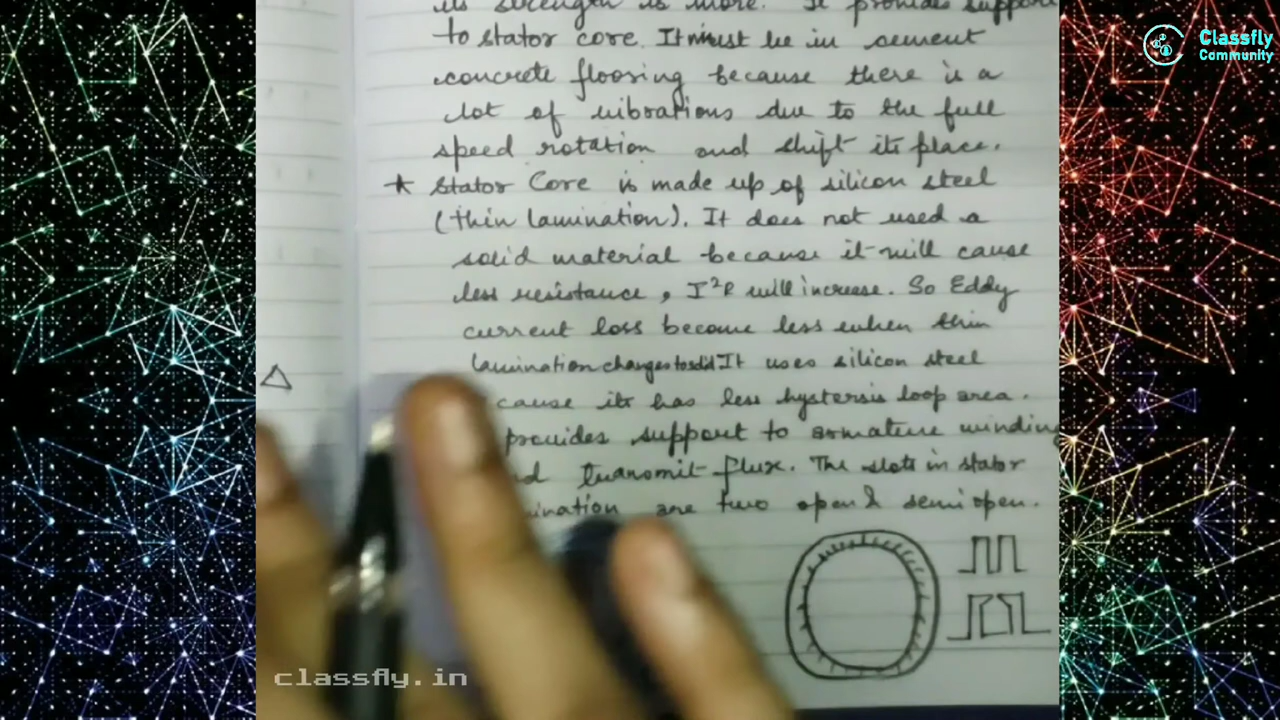 its strength is more. It provides support
to stator core. It must be in cement
concrete flooring because there is a
lot of vibrations due to the full
speed rotation and shift its place.
* Stator Core is made up of silicon steel
(thin lamination). It does not used a
solid material because it will cause
less resistance, I²R will increase. So Eddy
current loss become less when thin
lamination changes to solid It uses silicon steel
cause its has less hystersis loop area.
provides support to armature winding
transmit flux. The slots in stator
are two open & semi open.
Classfly
Community
classfly.in